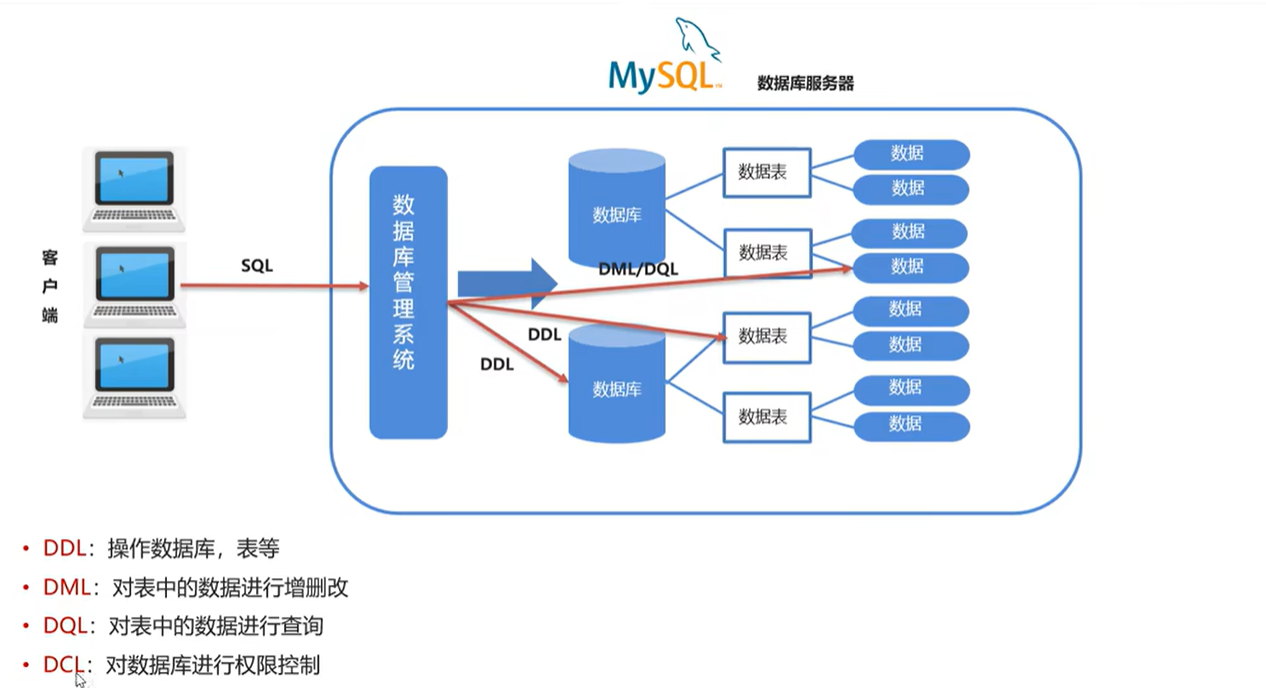 MySQL™
数据库服务器
客户端
SQL
数据库管理系统
数据库
数据表
数据
数据
数据表
数据
数据
DML/DQL
DDL
DDL
数据库
数据表
数据
数据
数据表
数据
数据
• DDL：操作数据库，表等
• DML：对表中的数据进行增删改
• DQL：对表中的数据进行查询
• DCL：对数据库进行权限控制